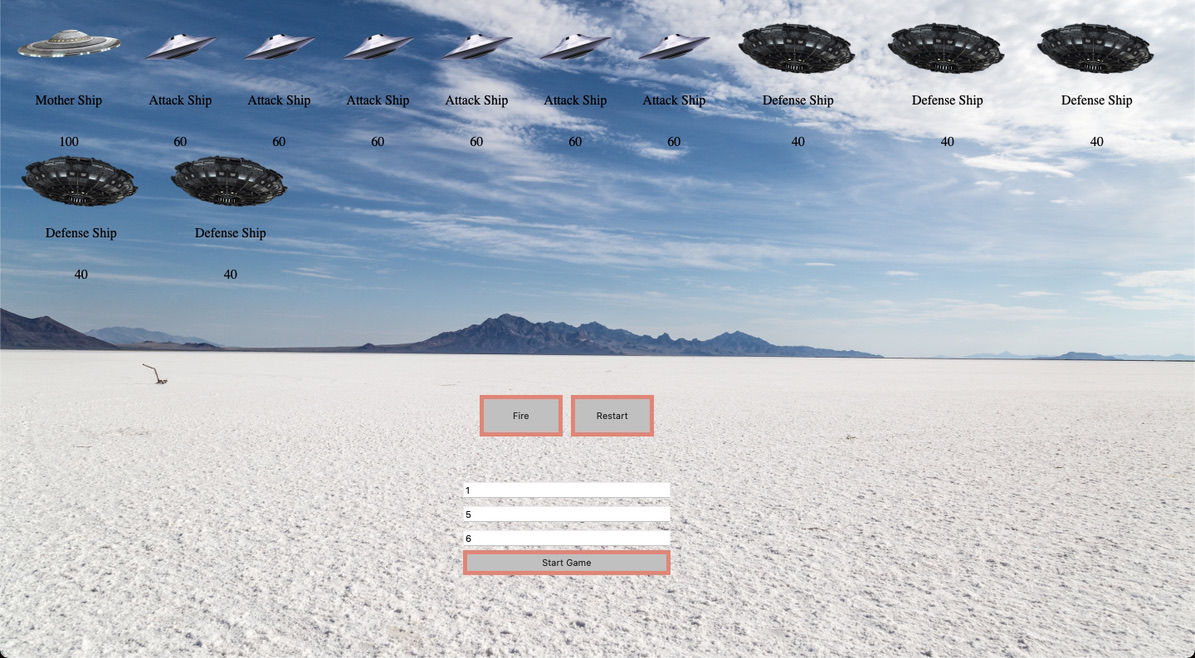 Mother Ship Attack Ship Attack Ship Attack Ship Attack Ship Attack Ship Attack Ship Defense Ship Defense Ship Defense Ship
100 60 60 60 60 60 60 40 40 40
Defense Ship Defense Ship
40 40
Fire Restart
1
5
6
Start Game